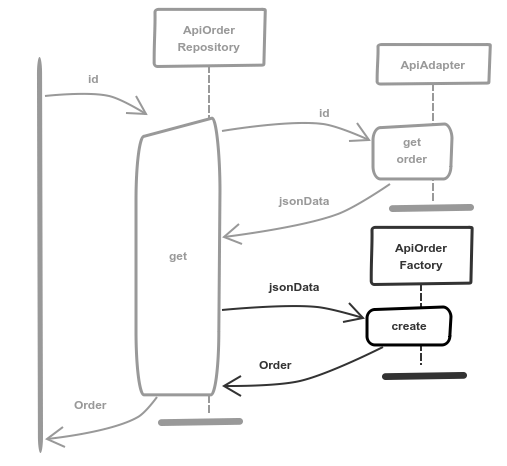 ApiOrder
Repository
ApiAdapter
id
id
get
order
jsonData
ApiOrder
Factory
get
jsonData
create
Order
Order